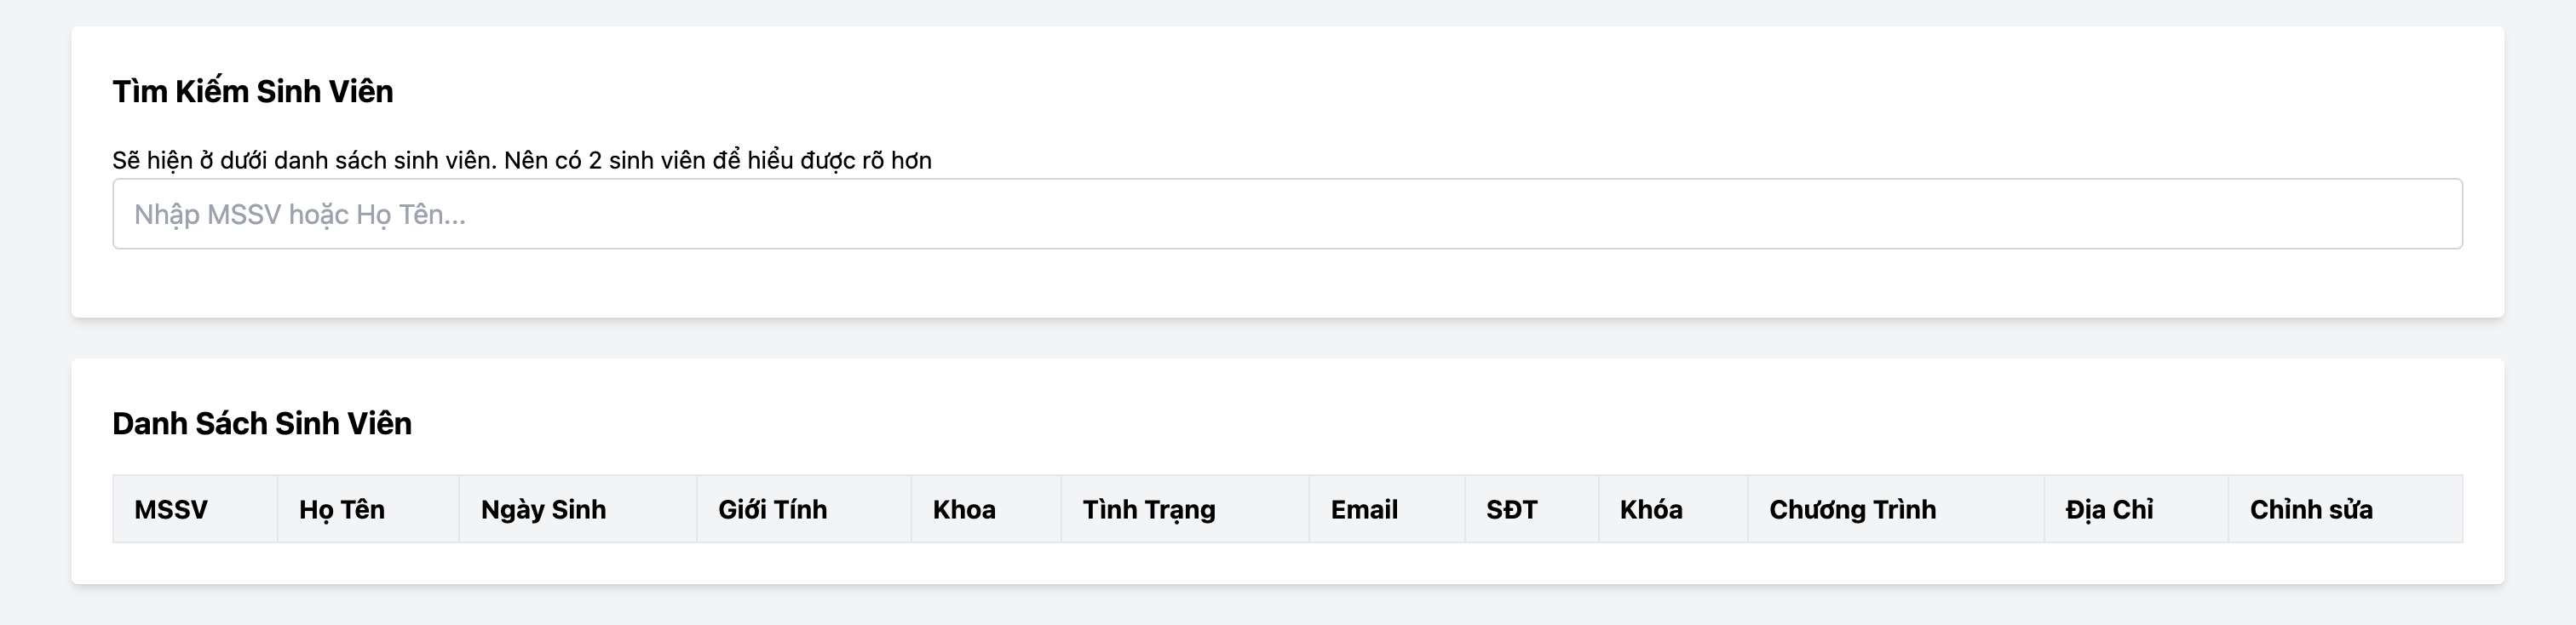 Tìm Kiếm Sinh Viên
Sẽ hiện ở dưới danh sách sinh viên. Nên có 2 sinh viên để hiểu được rõ hơn
Nhập MSSV hoặc Họ Tên...
Danh Sách Sinh Viên
MSSV Họ Tên Ngày Sinh Giới Tính Khoa Tình Trạng Email SĐT Khóa Chương Trình Địa Chỉ Chỉnh sửa